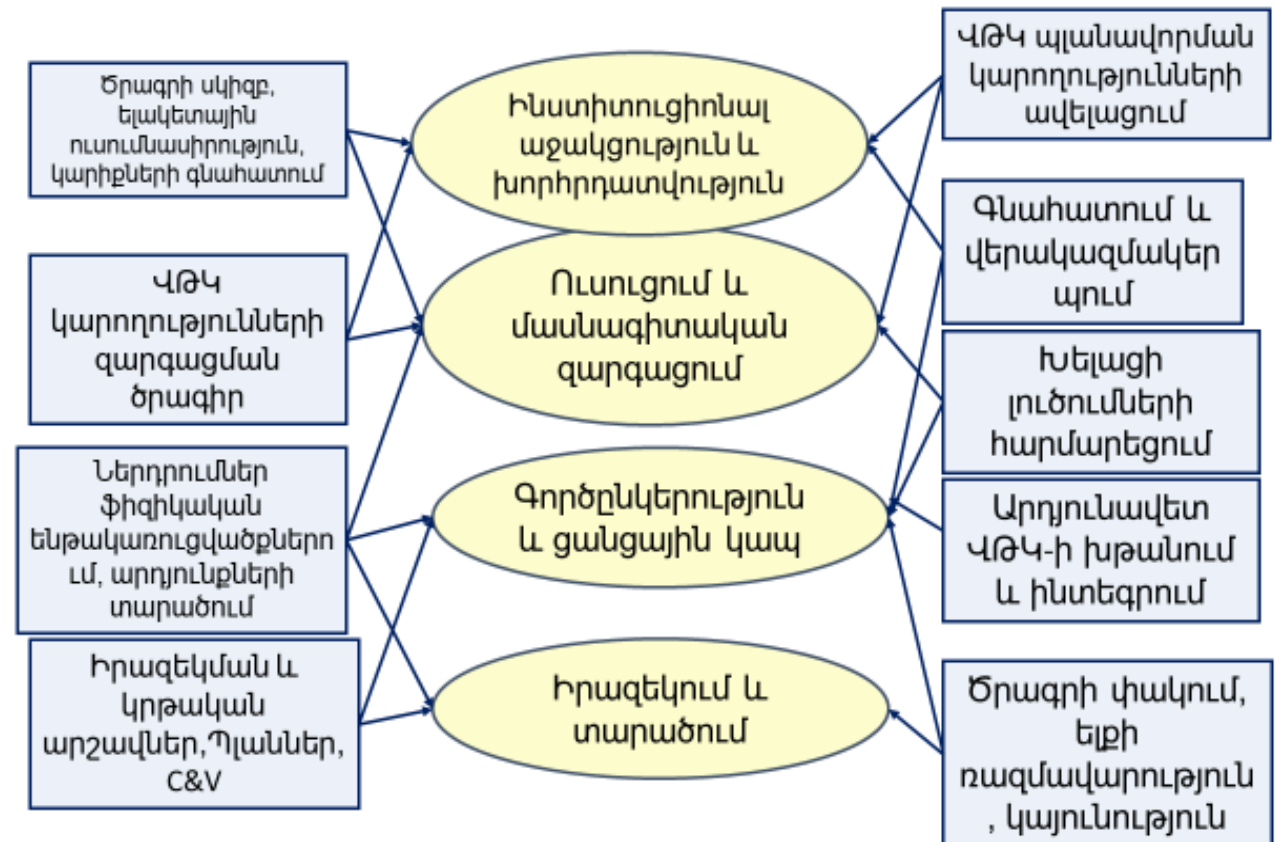 Ծրագրի սկիզբ,
ելակետային
ուսումնասիրություն,
կարիքների գնահատում
ՎԹԿ
կարողությունների
զարգացման
ծրագիր
Ներդրումներ
ֆիզիկական
ենթակառուցվածքներո
ւմ, արդյունքների
տարածում
Իրազեկման և
կրթական
արշավներ,Պլաններ,
C&V
Ինստիտուցիոնալ
աջակցություն և
խորհրդատվություն
Ուսուցում և
մասնագիտական
զարգացում
Գործընկերություն
և ցանցային կապ
Իրազեկում և
տարածում
ՎԹԿ պլանավորման
կարողությունների
ավելացում
Գնահատում և
վերակազմակեր
պում
Խելացի
լուծումների
հարմարեցում
Արդյունավետ
ՎԹԿ-ի խթանում
և ինտեգրում
Ծրագրի փակում,
ելքի
ռազմավարություն
, կայունություն